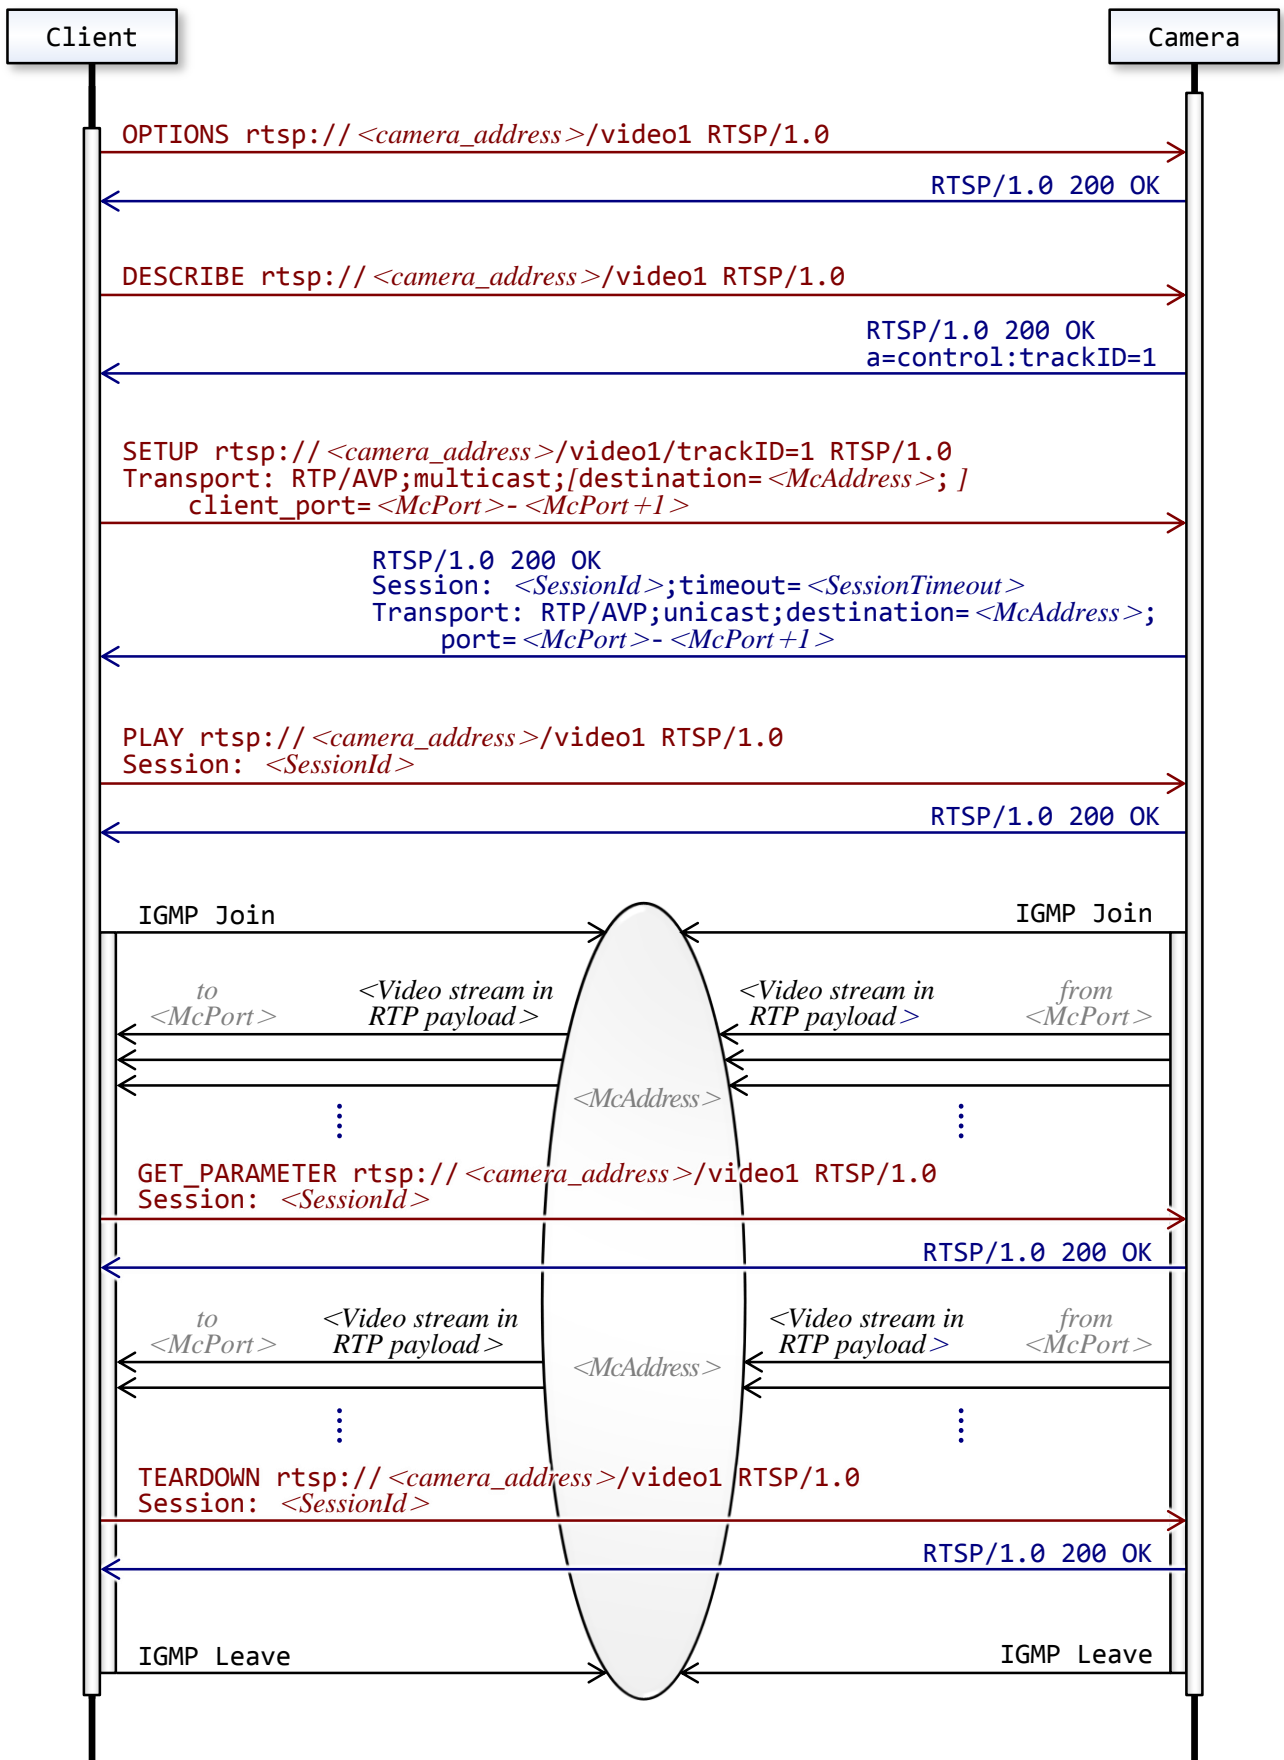 Client
Camera
OPTIONS rtsp://<camera_address>/video1 RTSP/1.0
RTSP/1.0 200 OK
DESCRIBE rtsp://<camera_address>/video1 RTSP/1.0
RTSP/1.0 200 OK
a=control:trackID=1
SETUP rtsp://<camera_address>/video1/trackID=1 RTSP/1.0
Transport: RTP/AVP;multicast;[destination=<McAddress>; ]
client_port=<McPort>-<McPort+1>
RTSP/1.0 200 OK
Session: <SessionId>;timeout=<SessionTimeout>
Transport: RTP/AVP;unicast;destination=<McAddress>;
port=<McPort>-<McPort+1>
PLAY rtsp://<camera_address>/video1 RTSP/1.0
Session: <SessionId>
RTSP/1.0 200 OK
IGMP Join
IGMP Join
to
<McPort>
<Video stream in
RTP payload>
<Video stream in
RTP payload>
from
<McPort>
<McAddress>
GET_PARAMETER rtsp://<camera_address>/video1 RTSP/1.0
Session: <SessionId>
RTSP/1.0 200 OK
to
<McPort>
<Video stream in
RTP payload>
<Video stream in
RTP payload>
from
<McPort>
<McAddress>
TEARDOWN rtsp://<camera_address>/video1 RTSP/1.0
Session: <SessionId>
RTSP/1.0 200 OK
IGMP Leave
IGMP Leave